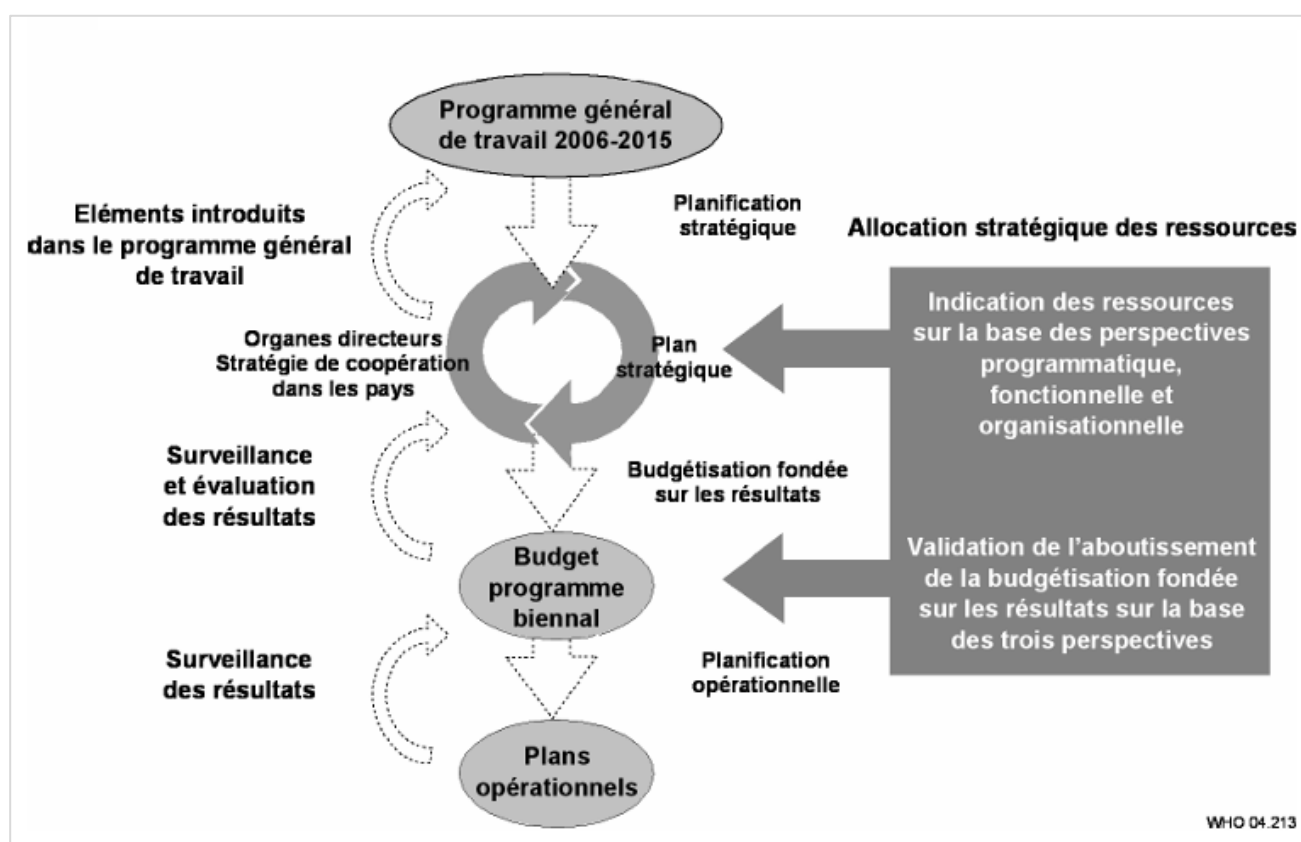 Programme général
de travail 2006-2015
Eléments introduits
dans le programme général
de travail
Planification
stratégique
Allocation stratégique des ressources
Organes directeurs
Stratégie de coopération
dans les pays
Plan
stratégique
Indication des ressources
sur la base des perspectives
programmatique,
fonctionnelle et
organisationnelle
Surveillance
et évaluation
des résultats
Budgétisation fondée
sur les résultats
Budget
programme
biennal
Validation de l'aboutissement
de la budgétisation fondée
sur les résultats sur la base
des trois perspectives
Surveillance
des résultats
Planification
opérationnelle
Plans
opérationnels
WHO 04.213